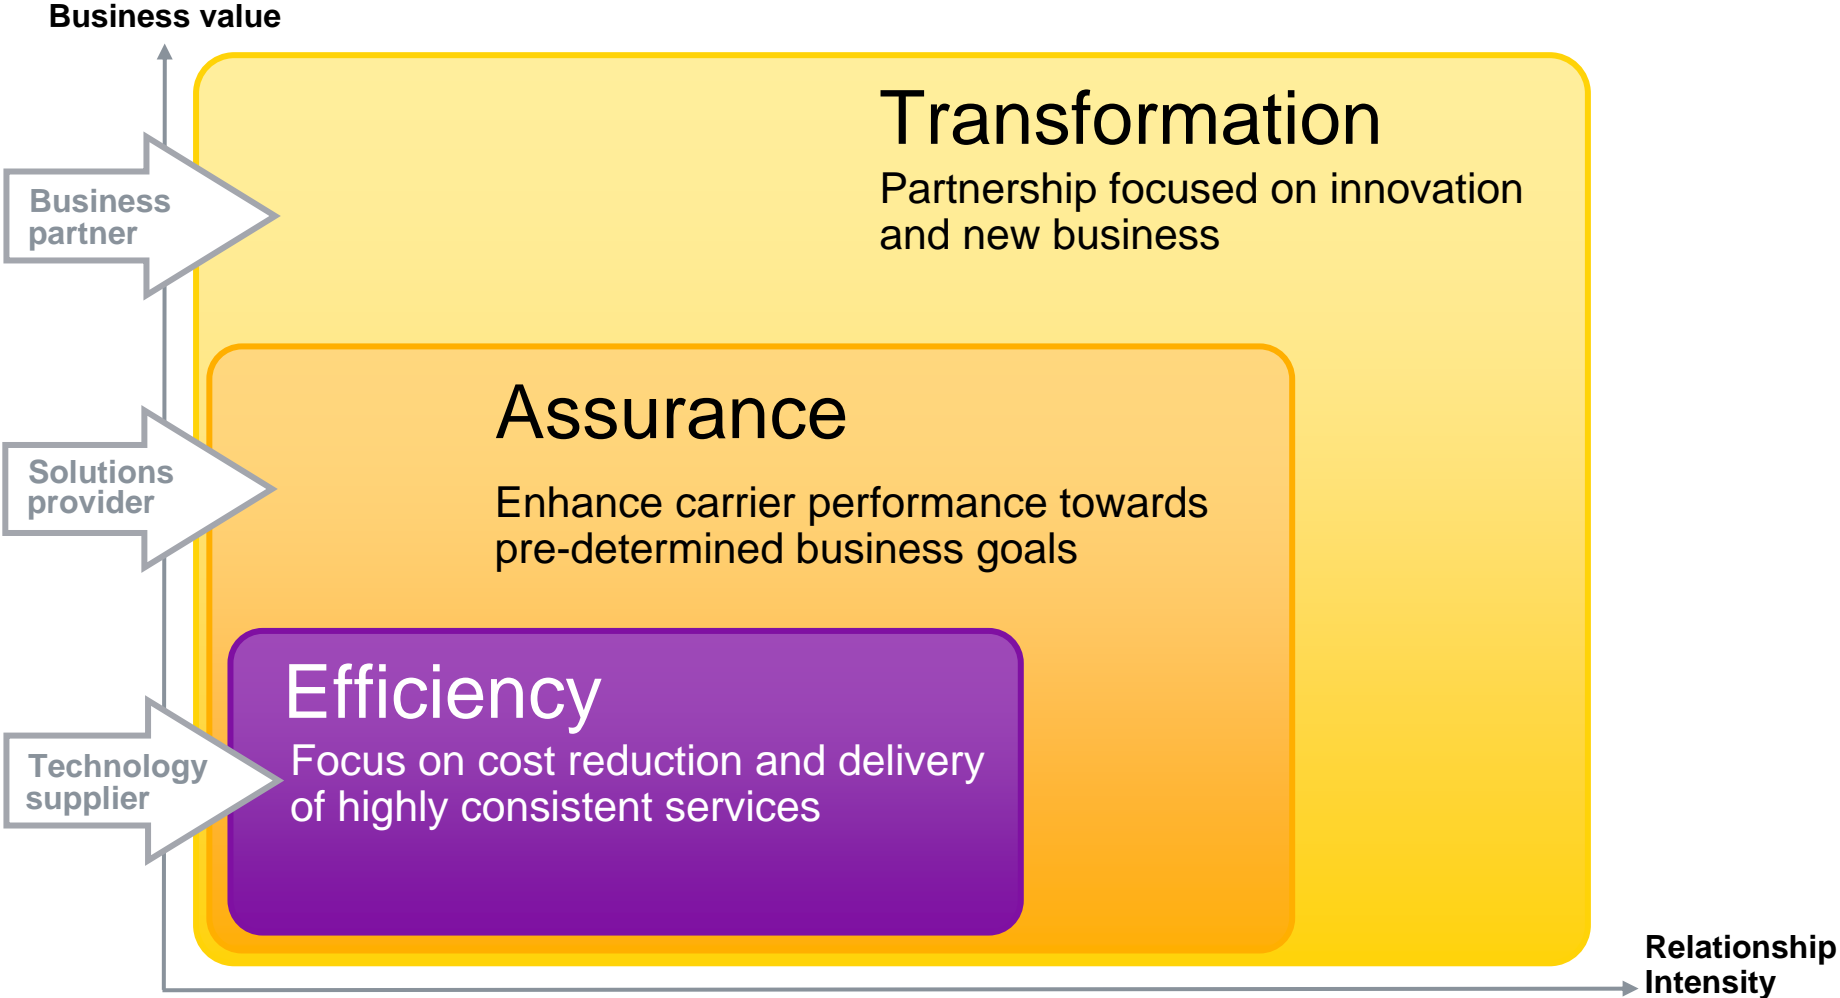 Business value
Transformation
Partnership focused on innovation
and new business
Business
partner
Assurance
Enhance carrier performance towards
pre-determined business goals
Solutions
provider
Efficiency
Focus on cost reduction and delivery
of highly consistent services
Technology
supplier
Relationship
Intensity